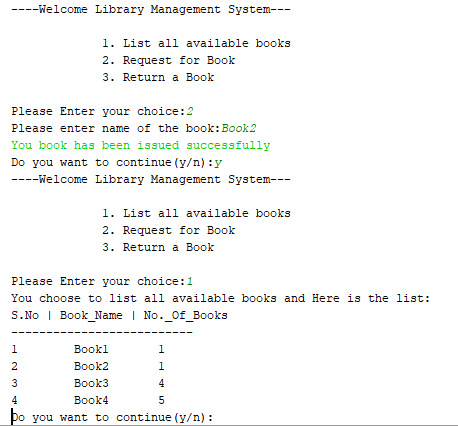 ----Welcome Library Management System---
1. List all available books
2. Request for Book
3. Return a Book
Please Enter your choice:2
Please enter name of the book:Book2
You book has been issued successfully
Do you want to continue(y/n):y
----Welcome Library Management System---
1. List all available books
2. Request for Book
3. Return a Book
Please Enter your choice:1
You choose to list all available books and Here is the list:
S.No | Book_Name | No._Of_Books
--------------------------
1 Book1 1
2 Book2 1
3 Book3 4
4 Book4 5
Do you want to continue(y/n):